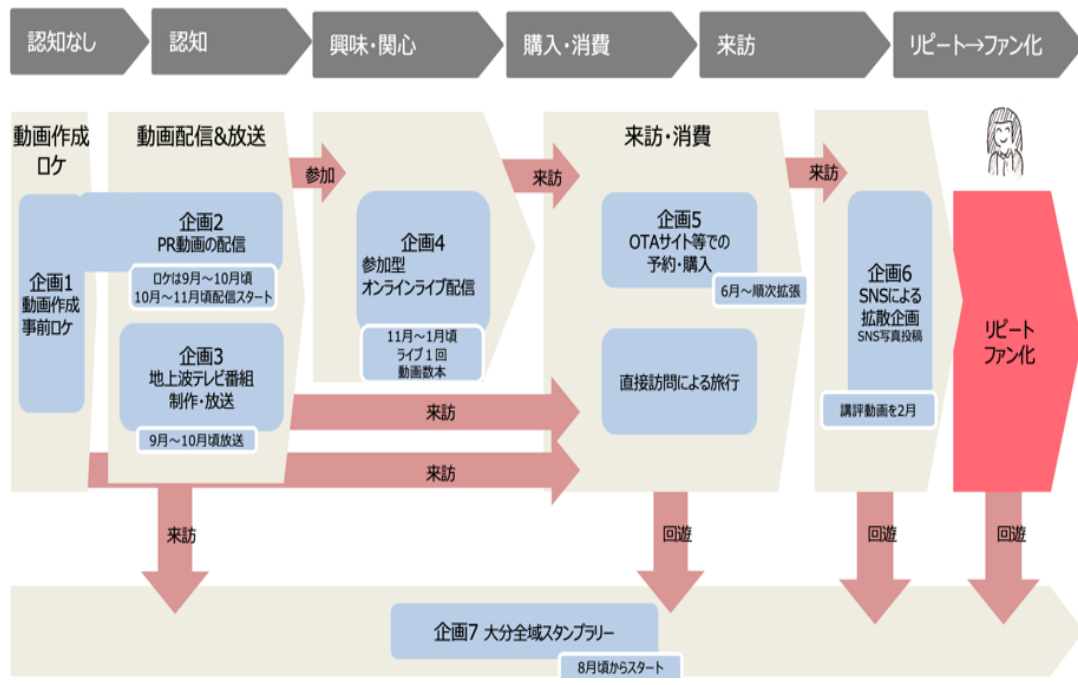 認知なし
認知
興味・関心
購入・消費
来訪
リピート→ファン化
動画作成
ロケ
企画1
動画作成
事前ロケ
動画配信&放送
企画2
PR動画の配信
ロケは9月～10月頃
10月～11月頃配信スタート
企画3
地上波テレビ番組
制作・放送
9月～10月頃放送
参加
企画4
参加型
オンラインライブ配信
11月～1月頃
ライブ１回
動画数本
来訪
来訪・消費
企画5
OTAサイト等での
予約・購入
6月～順次拡張
直接訪問による旅行
来訪
企画6
SNSによる
拡散企画
SNS写真投稿
講評動画を2月
リピート
ファン化
来訪
来訪
来訪
回遊
回遊
回遊
企画7 大分全域スタンプラリー
8月頃からスタート